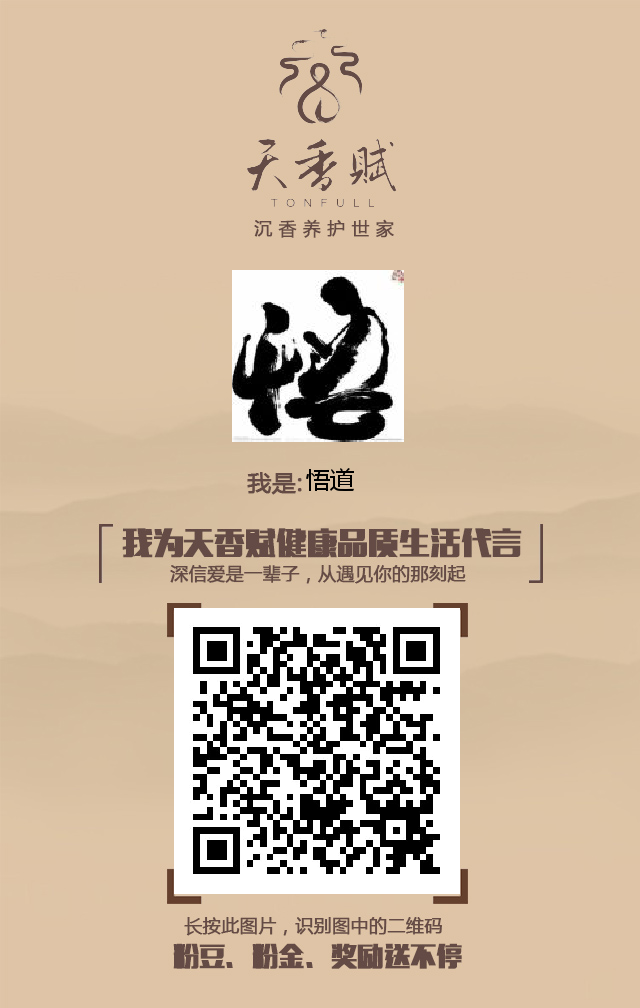 天香赋
TONFULL
沉香养护世家
悟
我是:悟道
我为天香赋健康品质生活代言
深信爱是一辈子，从遇见你的那刻起
长按此图片，识别图中的二维码
粉豆、粉金、奖励送不停